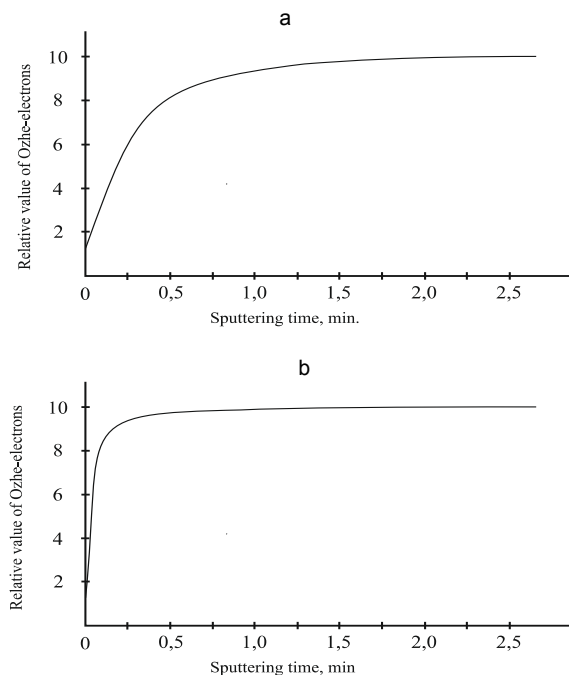 a
Relative value of Ozhe-electrons
10
8
6
4
2
0 0,5 1,0 1,5 2,0 2,5
Sputtering time, min.
b
Relative value of Ozhe-electrons
10
8
6
4
2
0 0,5 1,0 1,5 2,0 2,5
Sputtering time, min